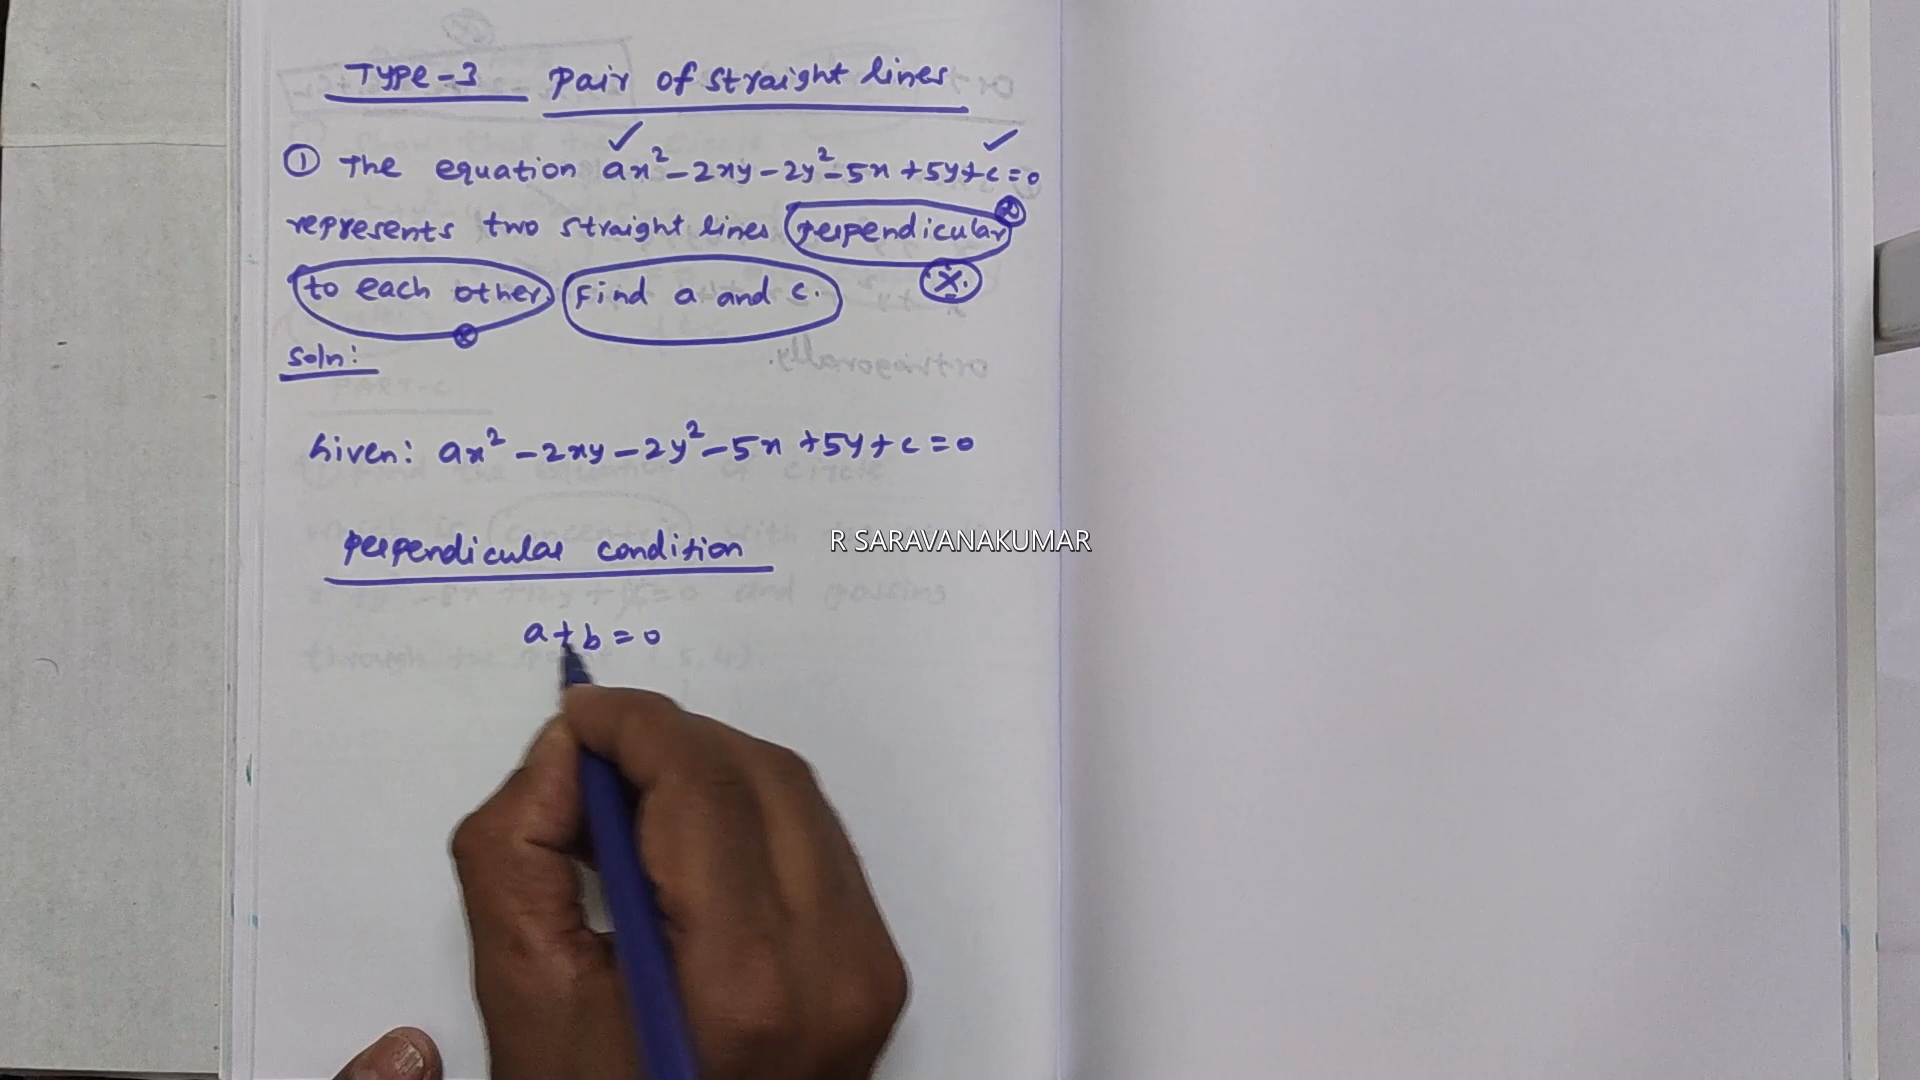 Type-3 Pair of straight lines
① The equation ax²-2xy-2y²-5x+5y+c=0
represents two straight lines perpendicular
to each other, Find a and c.
Soln:
Given: ax²-2xy-2y²-5x+5y+c=0
perpendicular condition
R SARAVANAKUMAR
a+b=0